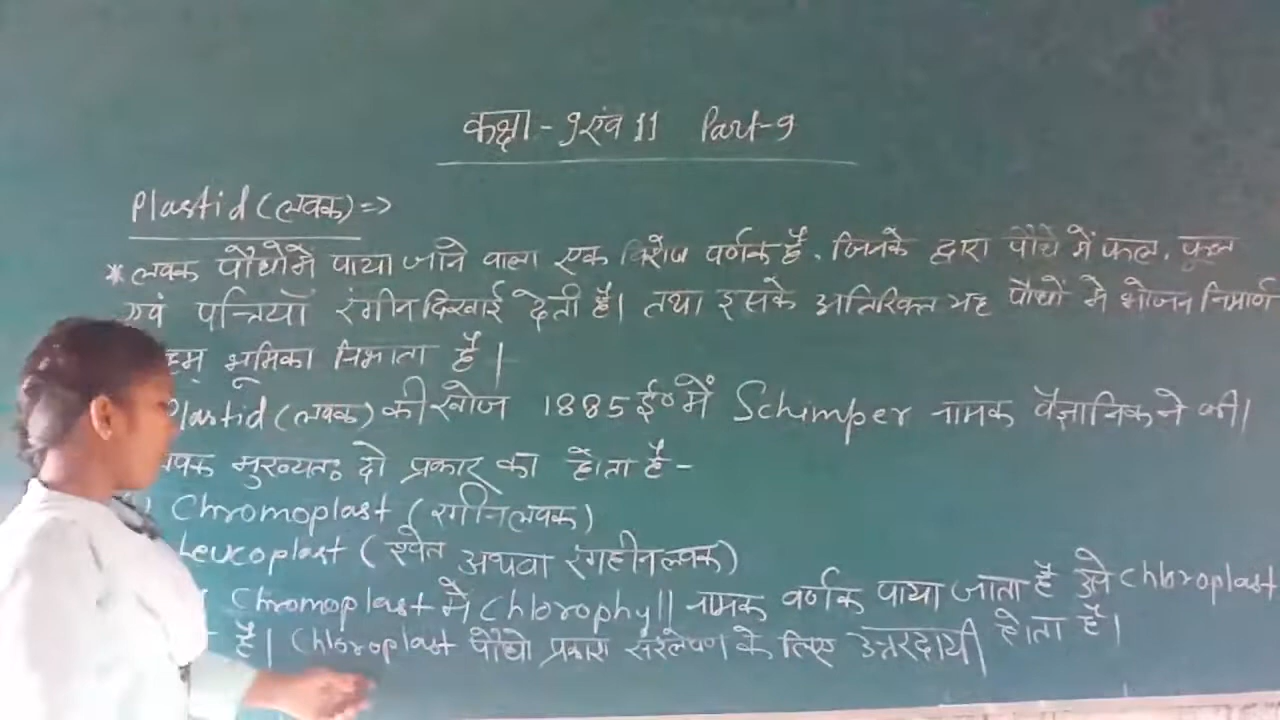 कक्षा - 9 एंव 11 Part-9
Plastid (लवक) =>
* लवक पौधों में पाया जाने वाला एक विशेष वर्णक है, जिनके द्वारा पौधे में फल, फूल
एवं पत्तियाँ रंगीन दिखाई देती है। तथा इसके अतिरिक्त यह पौधों में भोजन निमार्ण
भूमिका निभाता है |
Plastid (लवक) की खोज 1885 ई० में Schimper नामक वैज्ञानिक ने की।
लवक मुख्यतः दो प्रकार का होता है -
Chromoplast (रंगीन लवक)
Leucoplast (श्वेत अथवा रंगहीन लवक)
Chromoplast में Chlorophyll नामक वर्णक पाया जाता है उसे Chloroplast
है। Chloroplast पौधो प्रकाश संश्लेषण के लिए उत्तरदायी होता है।